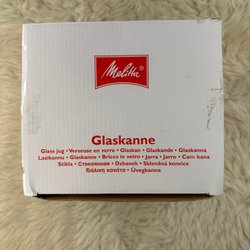 Melitta
Glaskanne
Glass jug • Verseuse en verre • Glaskan • Glaskande • Glaskanna
Lasikannu • Glaskanne • Bricco in vetro • Jarra • Jarro • Cam kana
Stikla • Стеклянная • Dzbanek • Skleněná konvice
Γυάλινη κανάτα • Uvegkanna